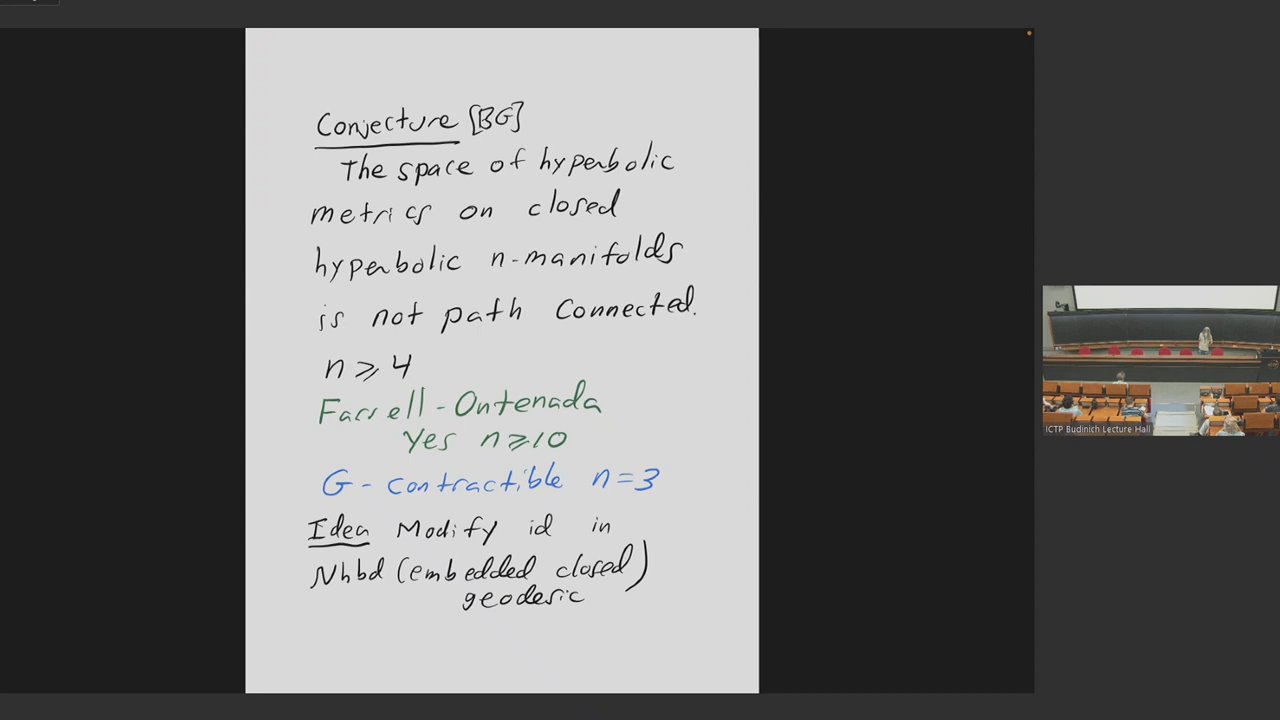 Conjecture [BG]
The space of hyperbolic
metrics on closed
hyperbolic n-manifolds
is not path connected.
n ⩾ 4
Farrell-Ontenada
Yes n ⩾ 10
G - contractible n=3
Idea Modify id in
Nhbd (embedded closed)
geodesic
ICTP Budinich Lecture Hall